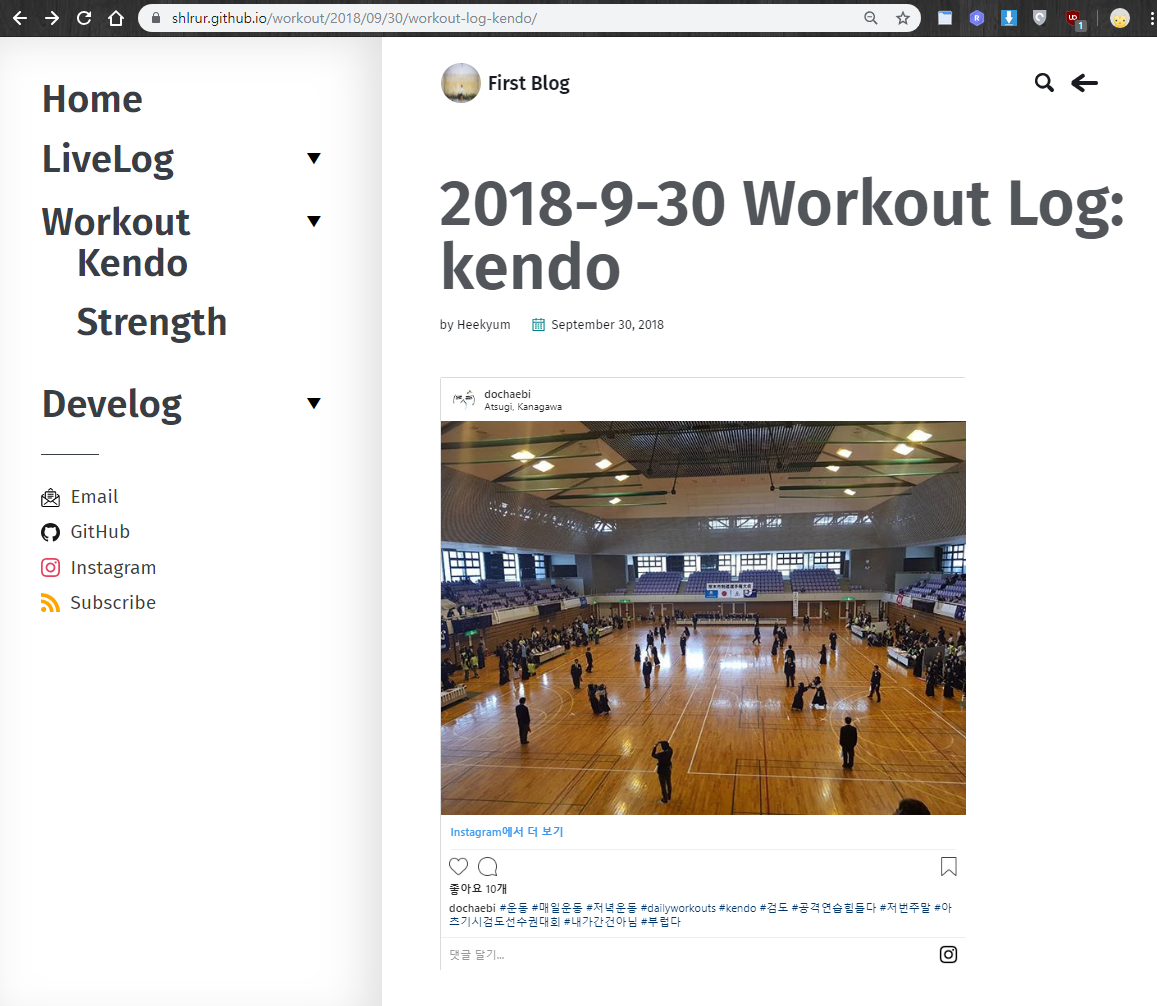 shlrur.github.io/workout/2018/09/30/workout-log-kendo/
1
Home
LiveLog
Workout
Kendo
Strength
Develog
Email
GitHub
Instagram
Subscribe
First Blog
2018-9-30 Workout Log:
kendo
by Heekyum September 30, 2018
dochaebi
Atsugi, Kanagawa
Instagram에서 더 보기
좋아요 10개
dochaebi #운동 #매일운동 #저녁운동 #dailyworkouts #kendo #검도 #공격연습힘들다 #저번주말 #아
츠기시검도선수권대회 #내가간건아님 #부럽다
댓글 달기...